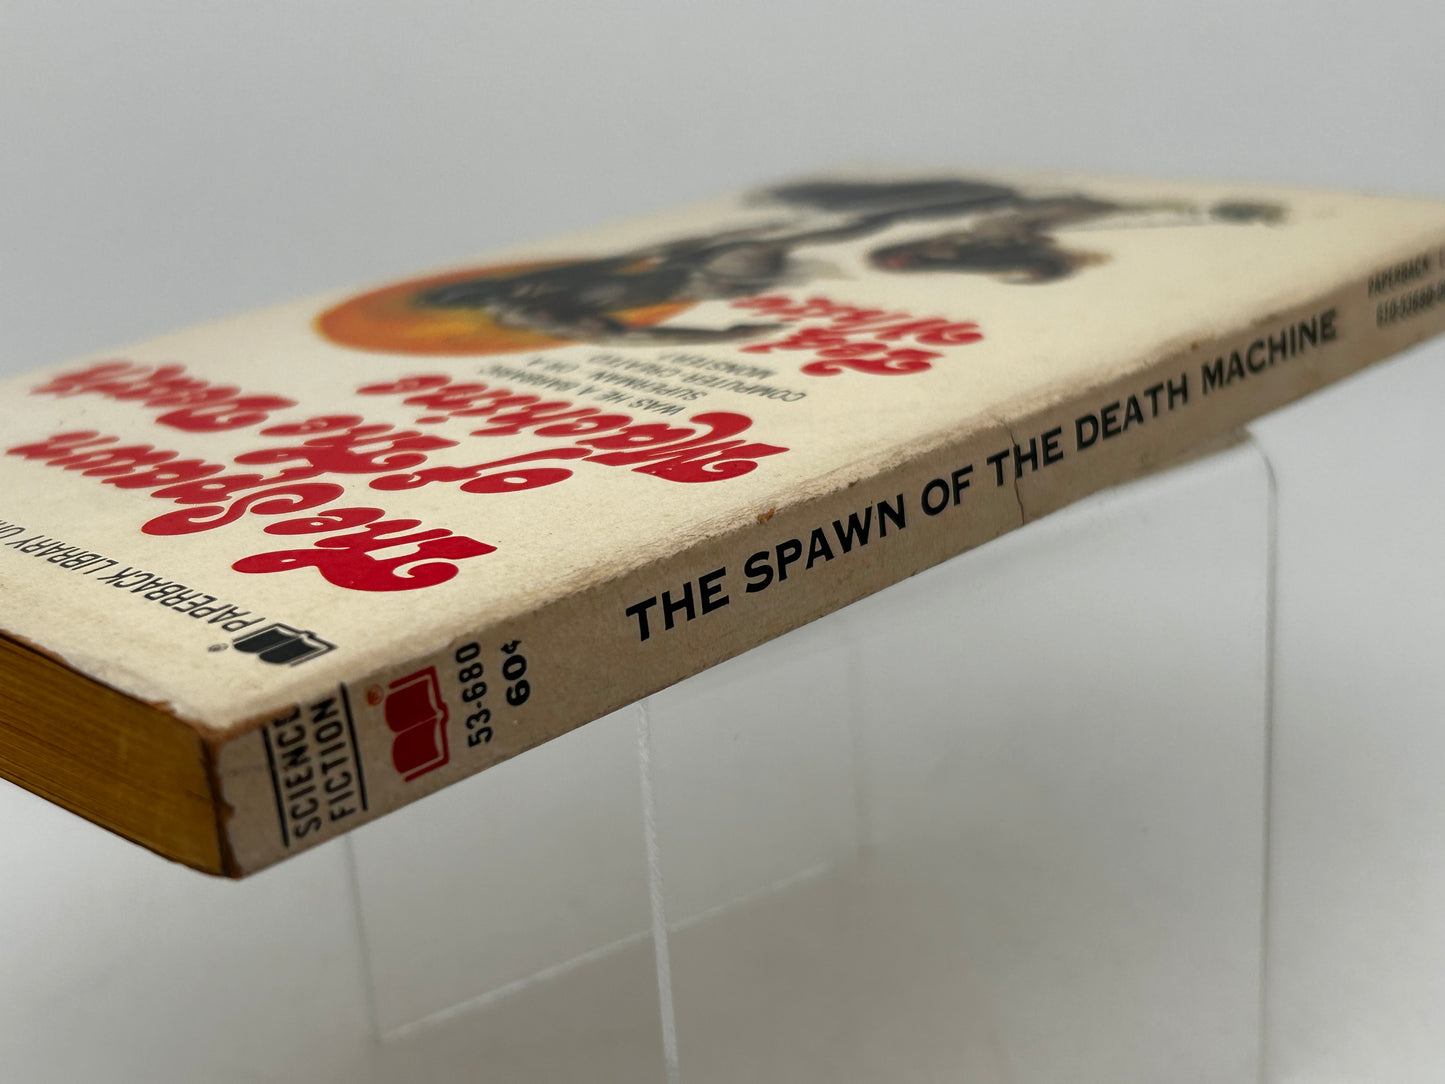 THE SPAWN OF THE DEATH MACHINE
SCIENCE
FICTION
53-680
60¢
PAPERBACK
PAPERBACK LIBRARY
The Spawn
of the Death
Machine
WAS HE A BARBARIC
SUPERMAN, OR A
COMPUTER-CREATED
MONSTER?
Ted
White